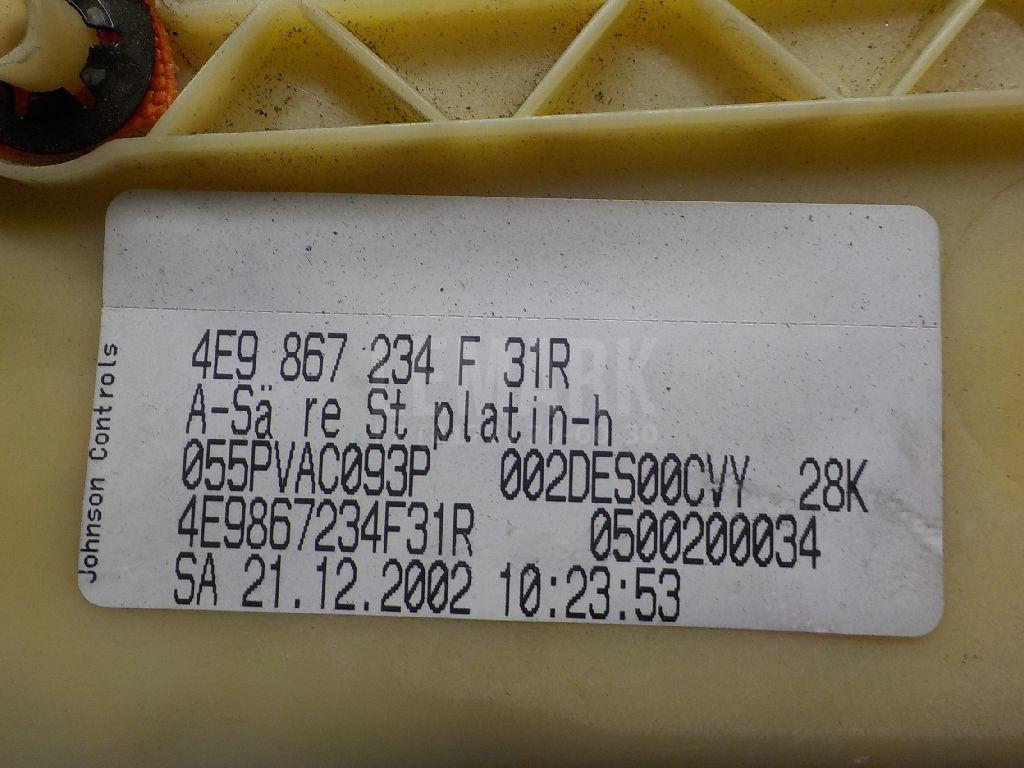 Johnson Controls
4E9 867 234 F 31R
A-Sä re St platin-h
055PVAC093P 002DES00CVY 28K
4E9867234F31R 0500200034
SA 21.12.2002 10:23:53